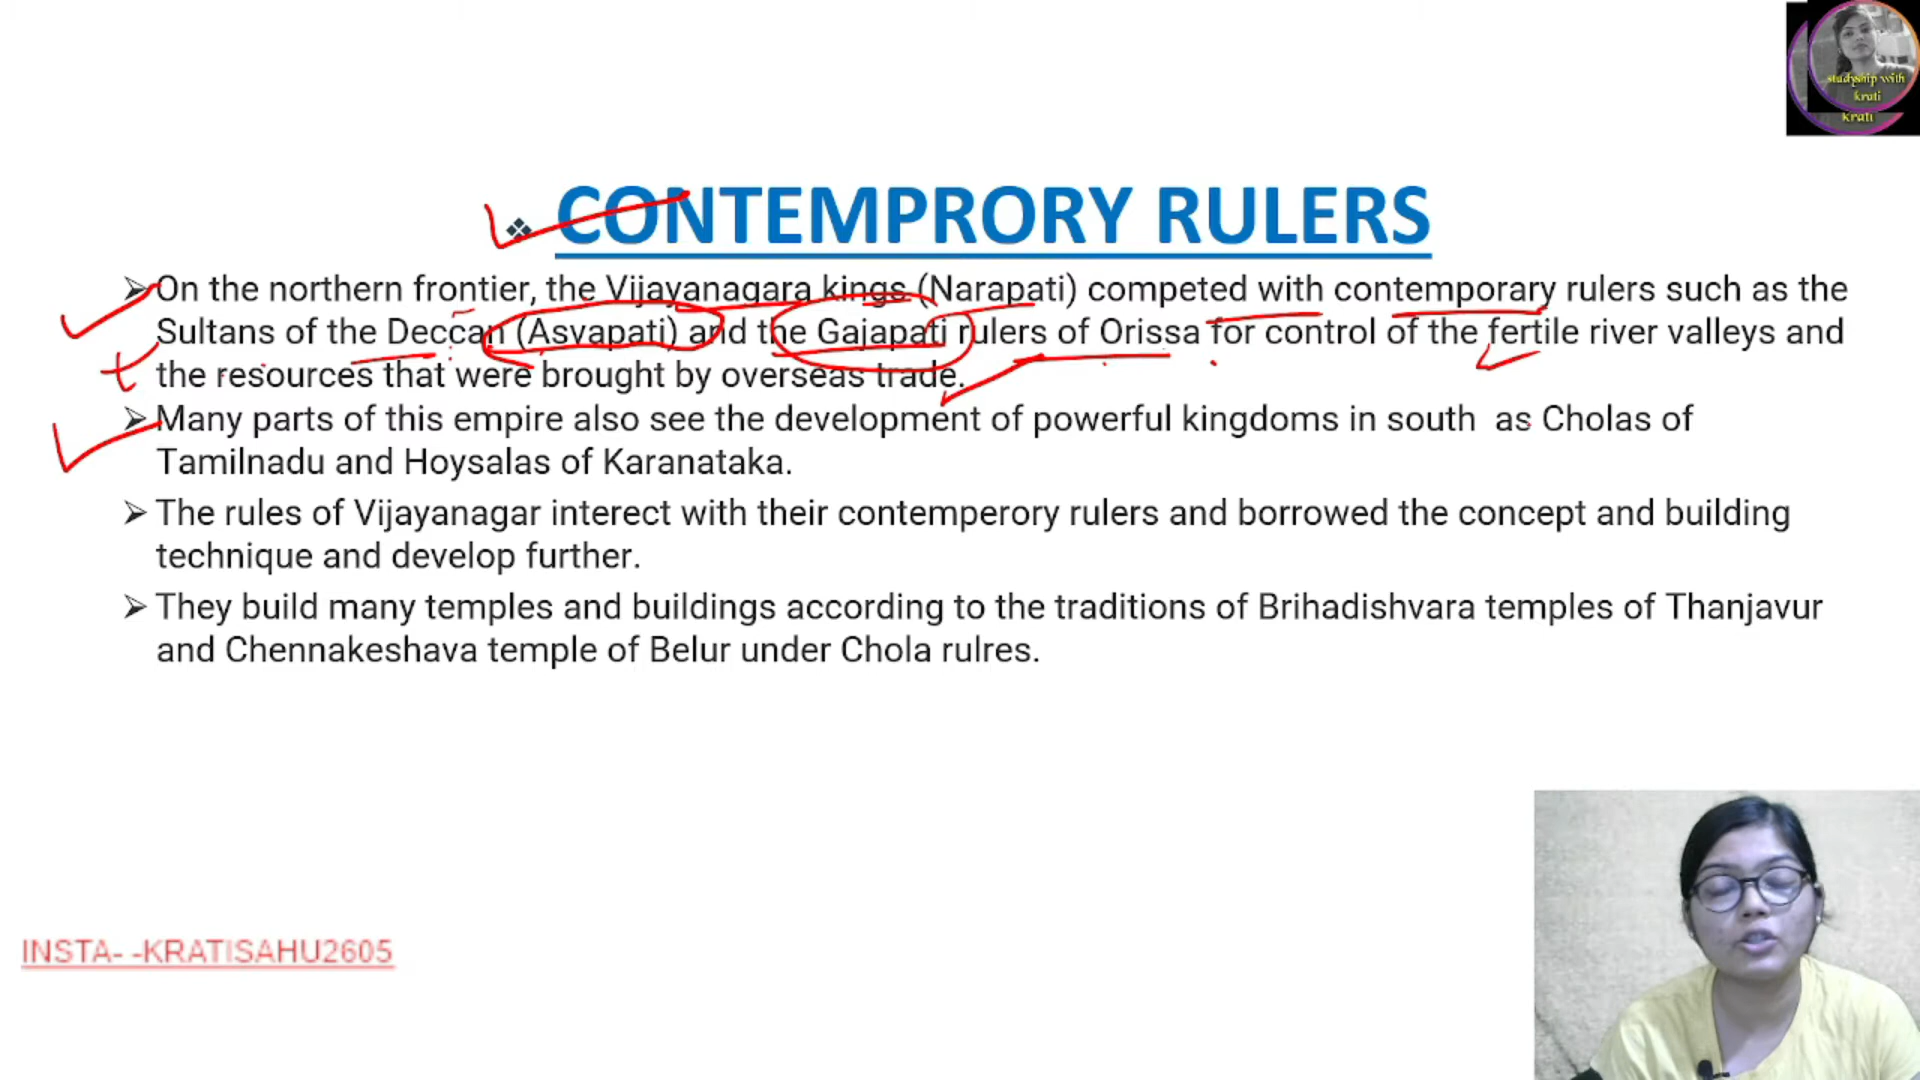 studyship with
krati
krati
❖ CONTEMPRORY RULERS
➢ On the northern frontier, the Vijayanagara kings (Narapati) competed with contemporary rulers such as the
Sultans of the Deccan (Asvapati) and the Gajapati rulers of Orissa for control of the fertile river valleys and
the resources that were brought by overseas trade.
➢ Many parts of this empire also see the development of powerful kingdoms in south as Cholas of
Tamilnadu and Hoysalas of Karanataka.
➢ The rules of Vijayanagar interect with their contemperory rulers and borrowed the concept and building
technique and develop further.
➢ They build many temples and buildings according to the traditions of Brihadishvara temples of Thanjavur
and Chennakeshava temple of Belur under Chola rulres.
INSTA- -KRATISAHU2605